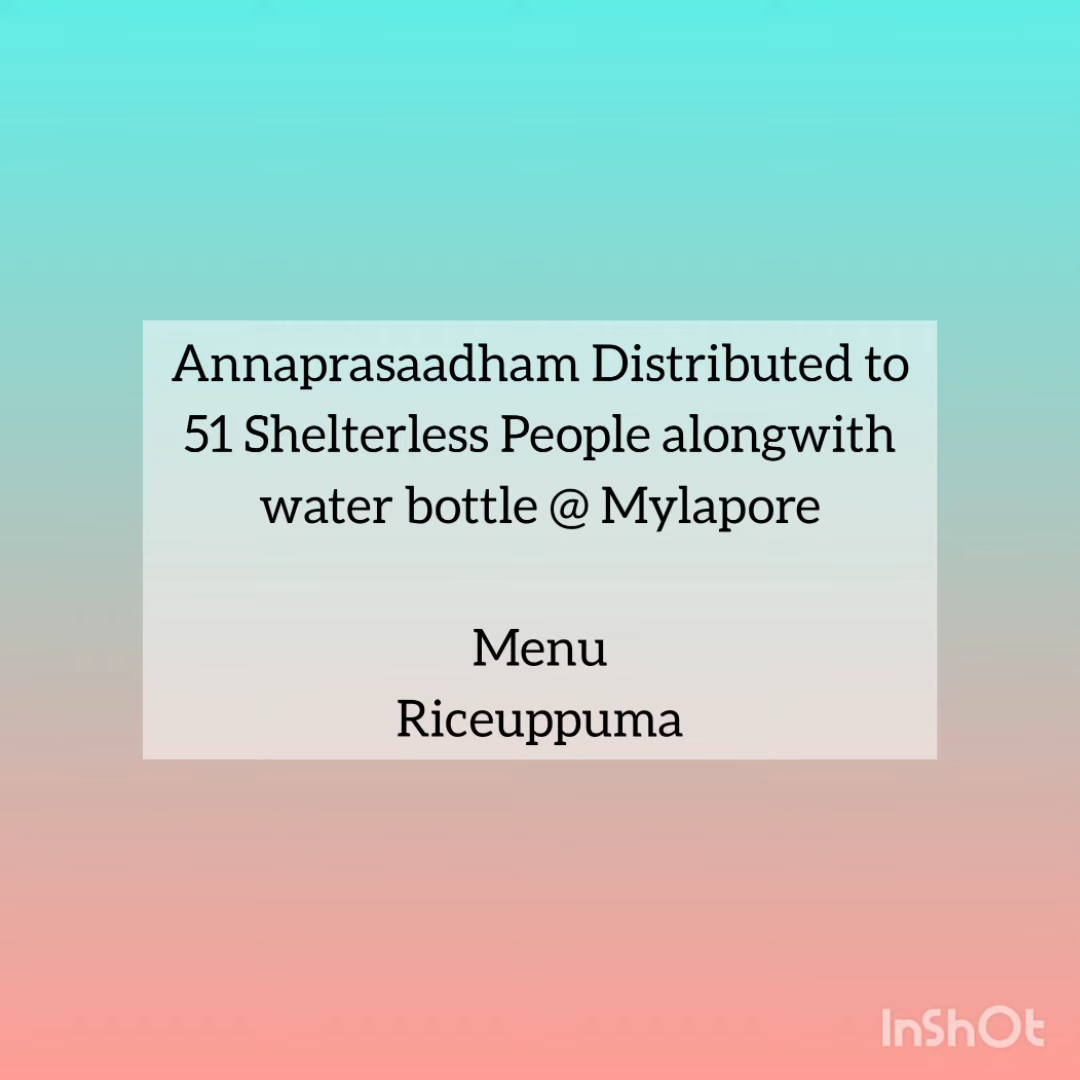 Annaprasaadham Distributed to
51 Shelterless People alongwith
water bottle @ Mylapore
Menu
Riceuppuma
InShOt